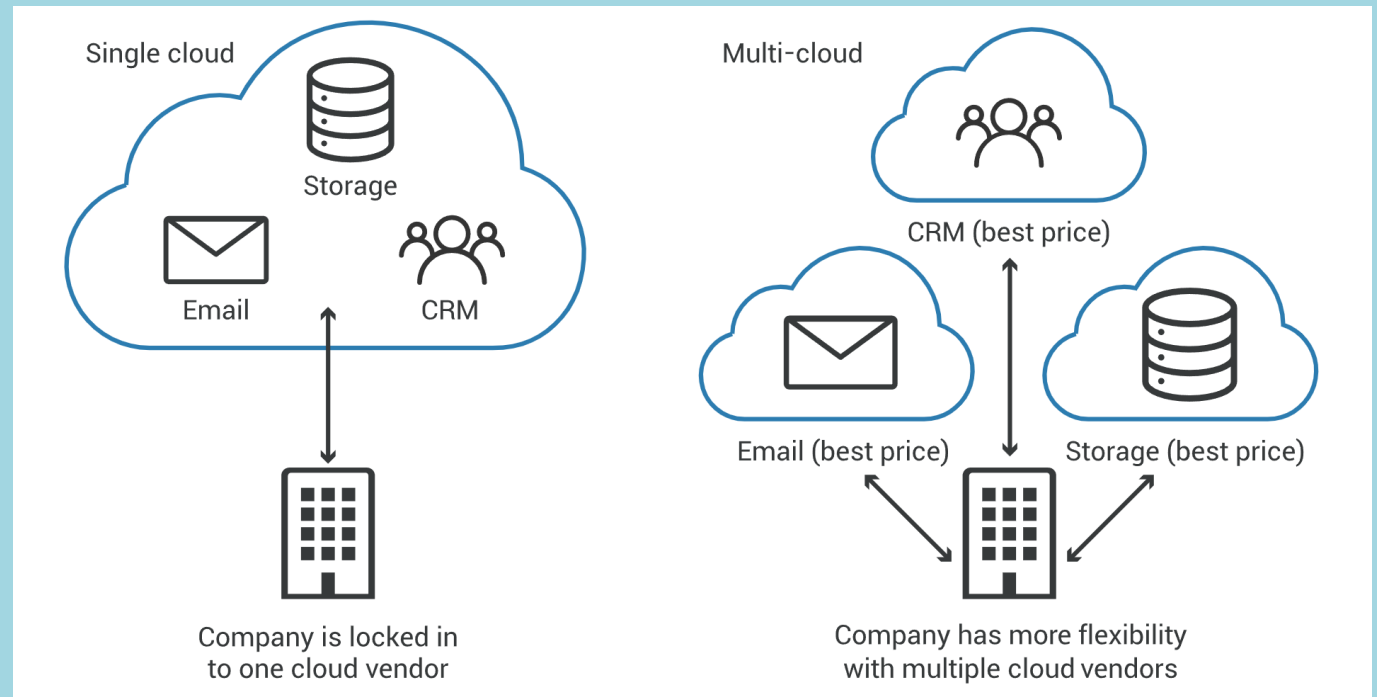 Single cloud
Storage
Email
CRM
Company is locked in
to one cloud vendor
Multi-cloud
CRM (best price)
Email (best price)
Storage (best price)
Company has more flexibility
with multiple cloud vendors